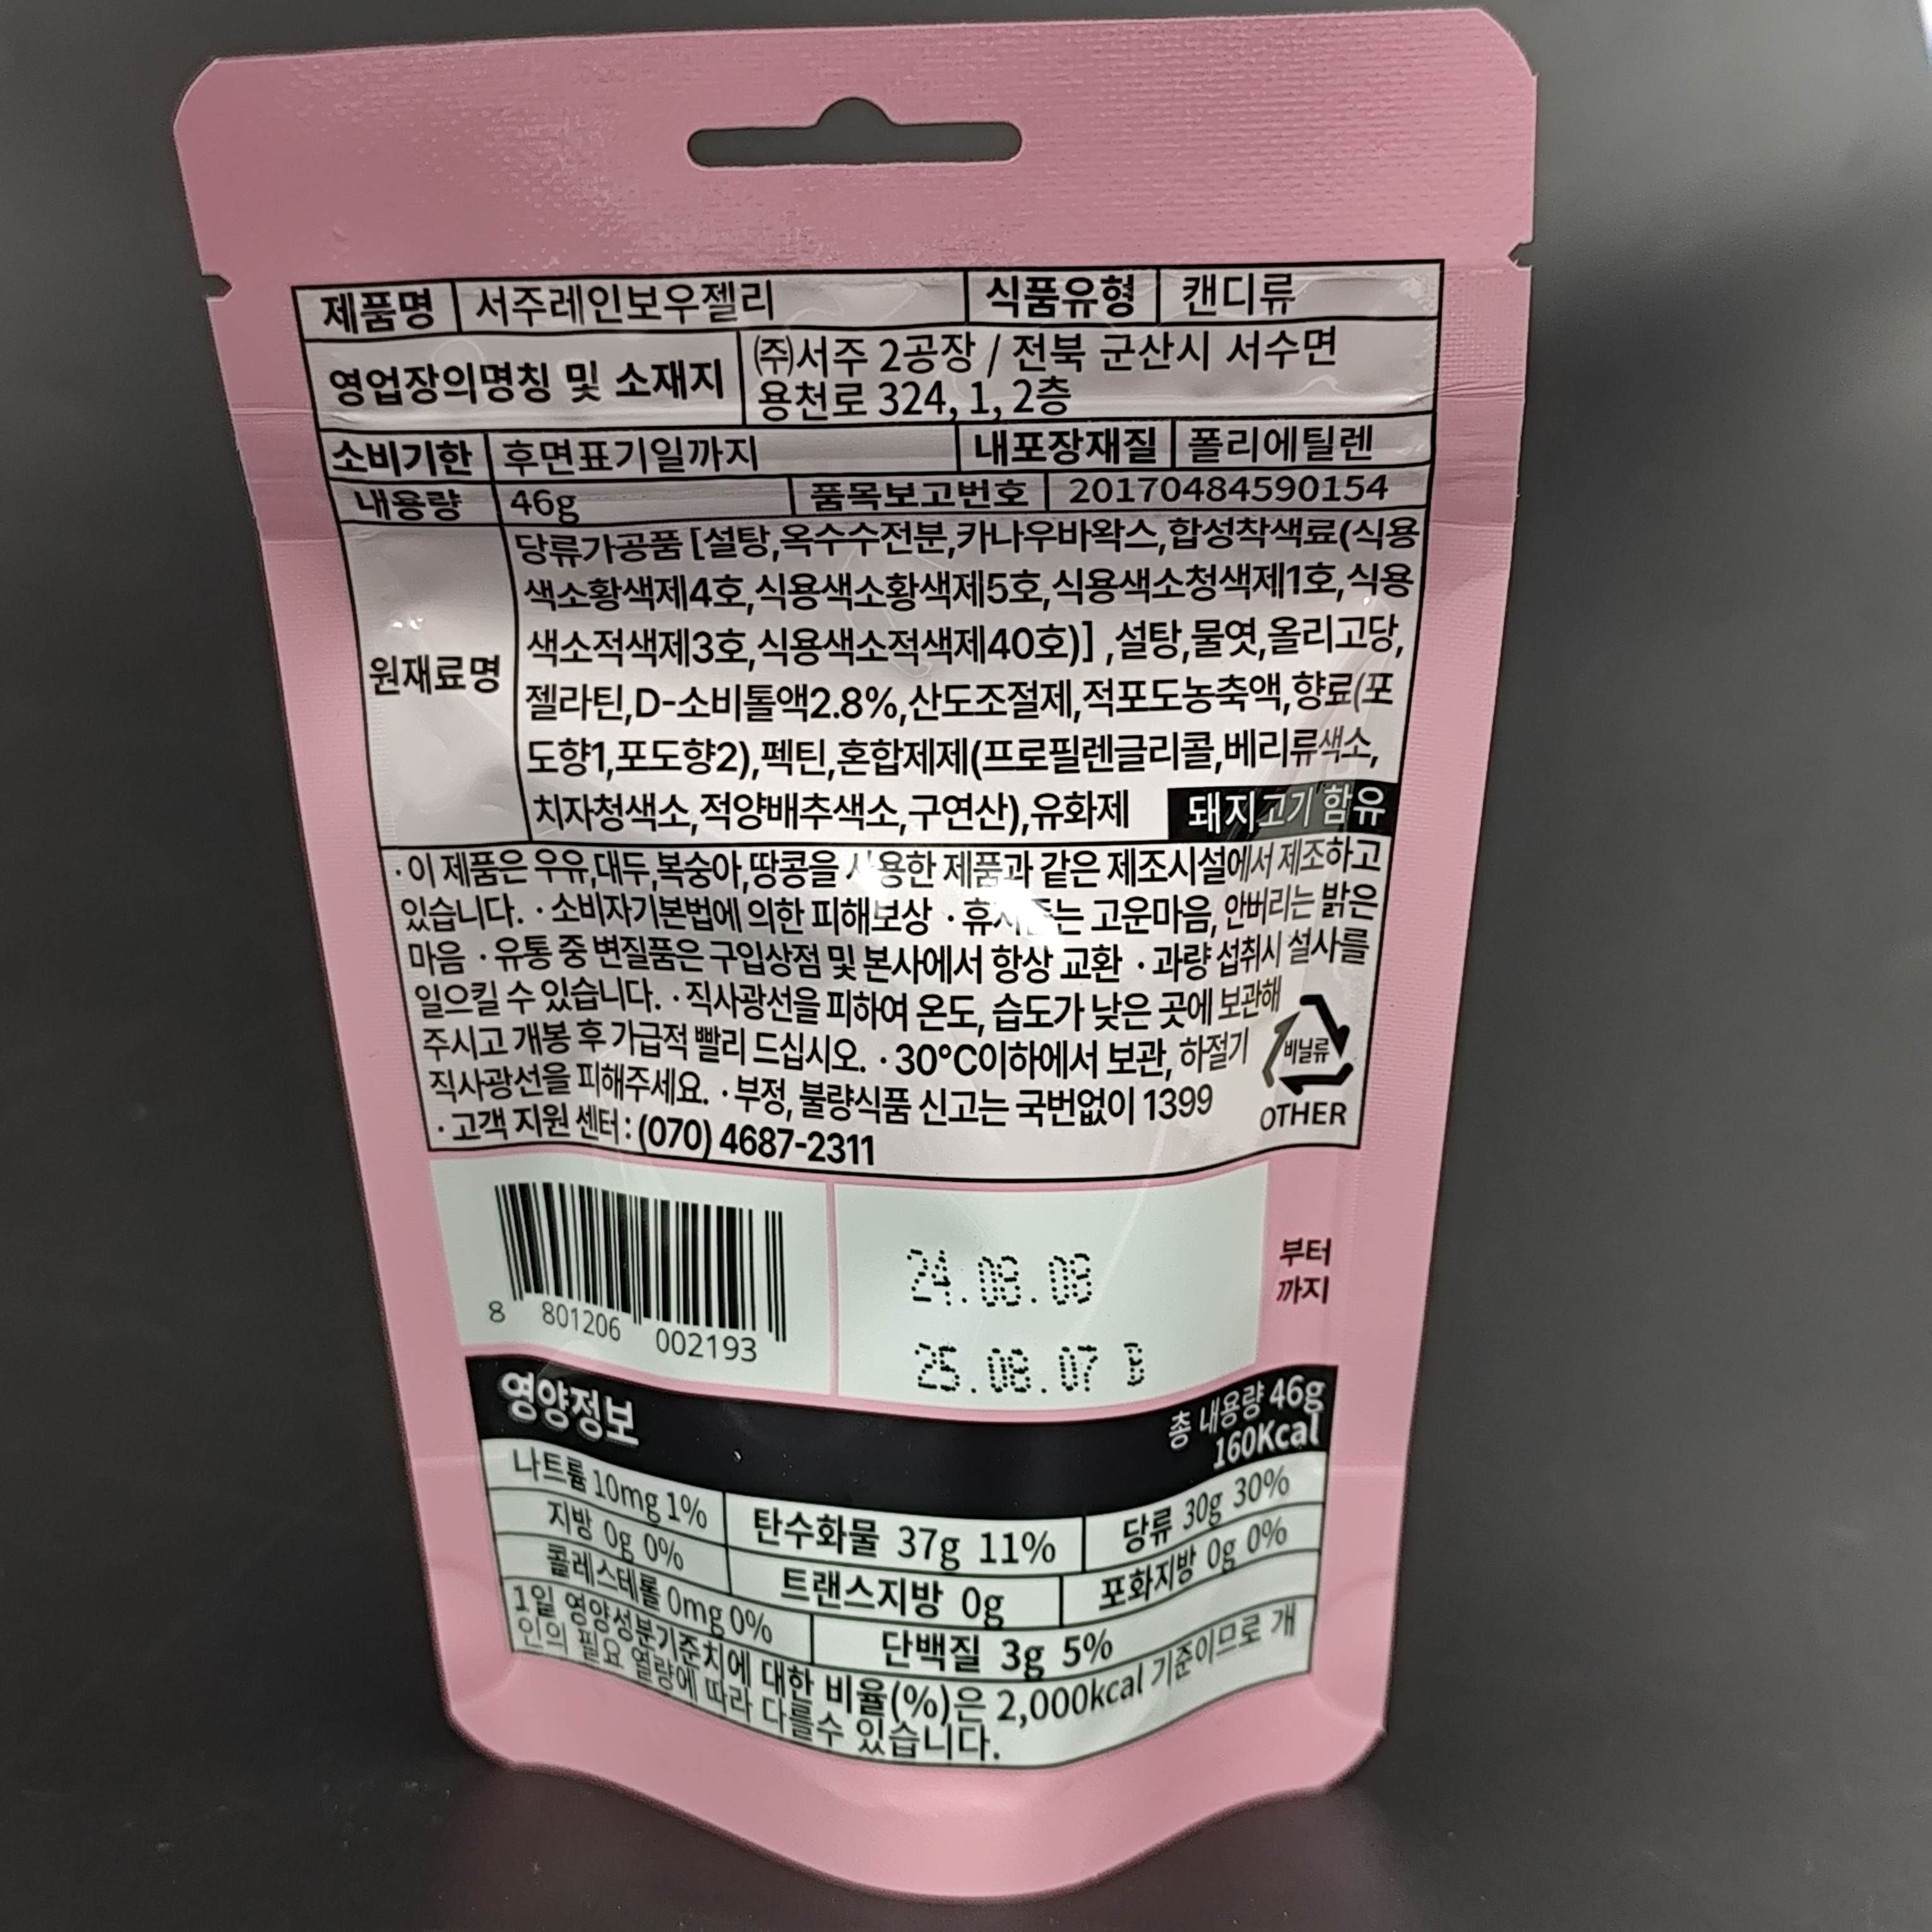 제품명 서주레인보우젤리 식품유형 캔디류
영업장의명칭 및 소재지 ㈜서주 2공장 / 전북 군산시 서수면
용천로 324, 1, 2층
소비기한 후면표기일까지 내포장재질 폴리에틸렌
내용량 46g 품목보고번호 20170484590154
원재료명
당류가공품 [설탕,옥수수전분,카나우바왁스,합성착색료(식용
색소황색제4호,식용색소황색제5호,식용색소청색제1호,식용
색소적색제3호,식용색소적색제40호)] ,설탕,물엿,올리고당,
젤라틴,D-소비톨액2.8%,산도조절제,적포도농축액,향료(포
도향1,포도향2),펙틴,혼합제제(프로필렌글리콜,베리류색소,
치자청색소,적양배추색소,구연산),유화제 돼지고기 함유
· 이 제품은 우유,대두,복숭아,땅콩을 사용한 제품과 같은 제조시설에서 제조하고
있습니다. · 소비자기본법에 의한 피해보상 · 휴지줍는 고운마음, 안버리는 밝은
마음 · 유통 중 변질품은 구입상점 및 본사에서 항상 교환 · 과량 섭취시 설사를
일으킬 수 있습니다. · 직사광선을 피하여 온도, 습도가 낮은 곳에 보관해
주시고 개봉 후 가급적 빨리 드십시오. · 30°C이하에서 보관, 하절기
직사광선을 피해주세요. · 부정, 불량식품 신고는 국번없이 1399
· 고객 지원 센터 : (070) 4687-2311
비닐류
OTHER
8 801206 002193
24.08.08 부터
25.08.07 B 까지
영양정보 총 내용량 46g
160Kcal
나트륨 10mg 1% 탄수화물 37g 11% 당류 30g 30%
지방 0g 0% 트랜스지방 0g 포화지방 0g 0%
콜레스테롤 0mg 0% 단백질 3g 5%
1일 영양성분기준치에 대한 비율(%)은 2,000kcal 기준이므로 개
인의 필요 열량에 따라 다를수 있습니다.